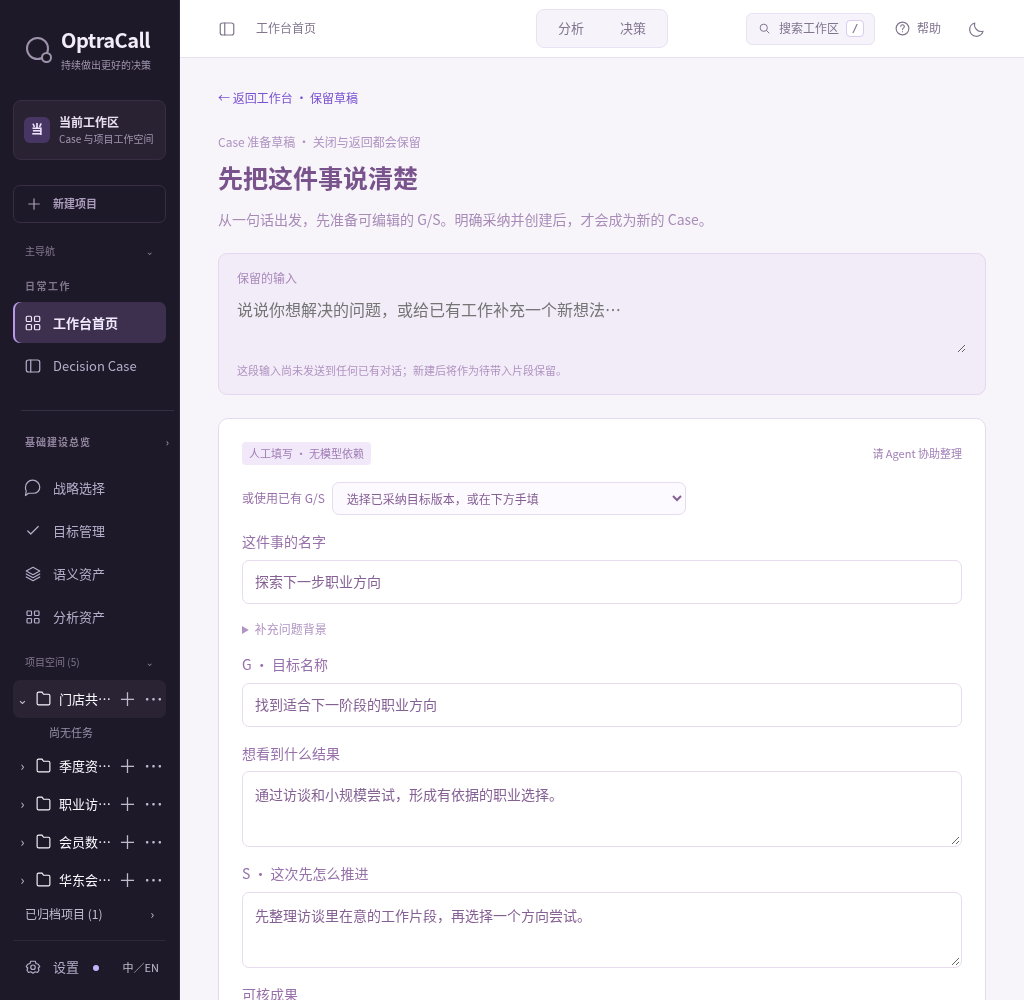 OptraCall
持续做出更好的决策
当
当前工作区
Case 与项目工作空间
新建项目
主导航
日常工作
工作台首页
Decision Case
基础建设总览
战略选择
目标管理
语义资产
分析资产
项目空间 (5)
门店共…
尚无任务
季度资…
职业访…
会员数…
华东会…
已归档项目 (1)
设置
中／EN
工作台首页
分析
决策
搜索工作区
/
帮助
← 返回工作台 · 保留草稿
Case 准备草稿 · 关闭与返回都会保留
先把这件事说清楚
从一句话出发，先准备可编辑的 G/S。明确采纳并创建后，才会成为新的 Case。
保留的输入
说说你想解决的问题，或给已有工作补充一个新想法…
这段输入尚未发送到任何已有对话；新建后将作为待带入片段保留。
人工填写 · 无模型依赖
请 Agent 协助整理
或使用已有 G/S
选择已采纳目标版本，或在下方手填
这件事的名字
探索下一步职业方向
补充问题背景
G · 目标名称
找到适合下一阶段的职业方向
想看到什么结果
通过访谈和小规模尝试，形成有依据的职业选择。
S · 这次先怎么推进
先整理访谈里在意的工作片段，再选择一个方向尝试。
可核成果